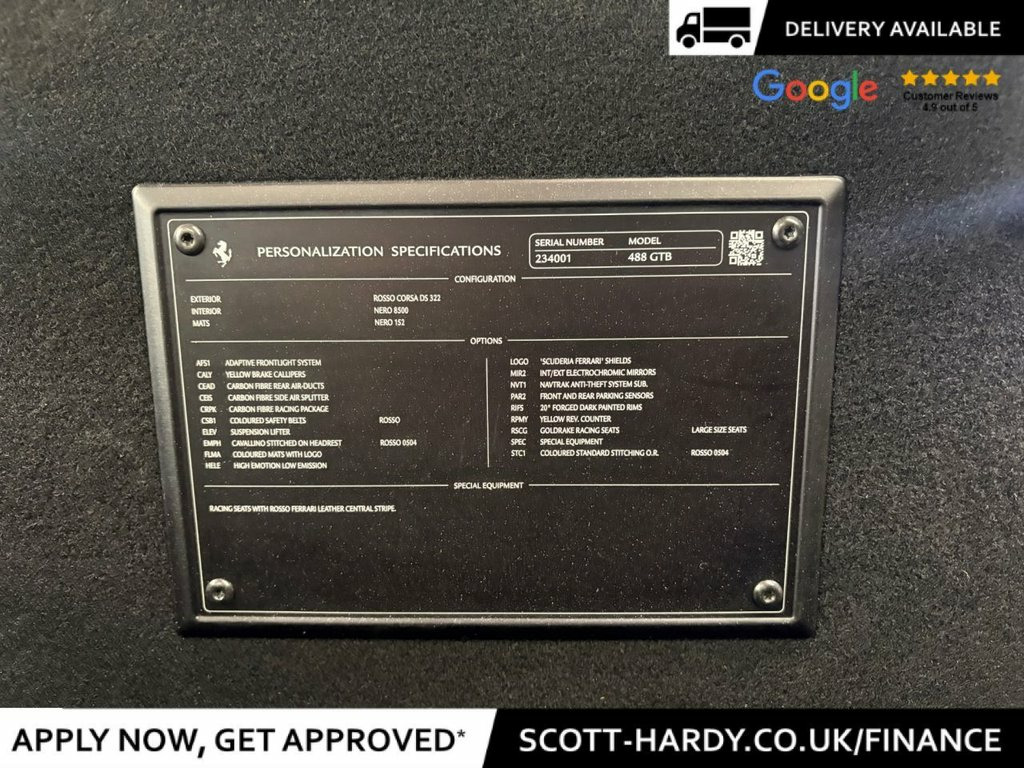 DELIVERY AVAILABLE
Google
Customer Reviews
4.9 out of 5
PERSONALIZATION SPECIFICATIONS
SERIAL NUMBER MODEL
234001 488 GTB
CONFIGURATION
EXTERIOR ROSSO CORSA DS 322
INTERIOR NERO 8500
MATS NERO 152
OPTIONS
AFS1 ADAPTIVE FRONTLIGHT SYSTEM
CALY YELLOW BRAKE CALLIPERS
CEAD CARBON FIBRE REAR AIR-DUCTS
CEIS CARBON FIBRE SIDE AIR SPLITTER
CRPK CARBON FIBRE RACING PACKAGE
CSB1 COLOURED SAFETY BELTS ROSSO
ELEV SUSPENSION LIFTER
EMPH CAVALLINO STITCHED ON HEADREST ROSSO 0504
FLMA COLOURED MATS WITH LOGO
HELE HIGH EMOTION LOW EMISSION
LOGO 'SCUDERIA FERRARI' SHIELDS
MIR2 INT/EXT ELECTROCHROMIC MIRRORS
NVT1 NAVTRAK ANTI-THEFT SYSTEM SUB.
PAR2 FRONT AND REAR PARKING SENSORS
RIF5 20" FORGED DARK PAINTED RIMS
RPMY YELLOW REV. COUNTER
RSCG GOLDRAKE RACING SEATS LARGE SIZE SEATS
SPEC SPECIAL EQUIPMENT
STC1 COLOURED STANDARD STITCHING O.R. ROSSO 0504
SPECIAL EQUIPMENT
RACING SEATS WITH ROSSO FERRARI LEATHER CENTRAL STRIPE.
APPLY NOW, GET APPROVED*
SCOTT-HARDY.CO.UK/FINANCE